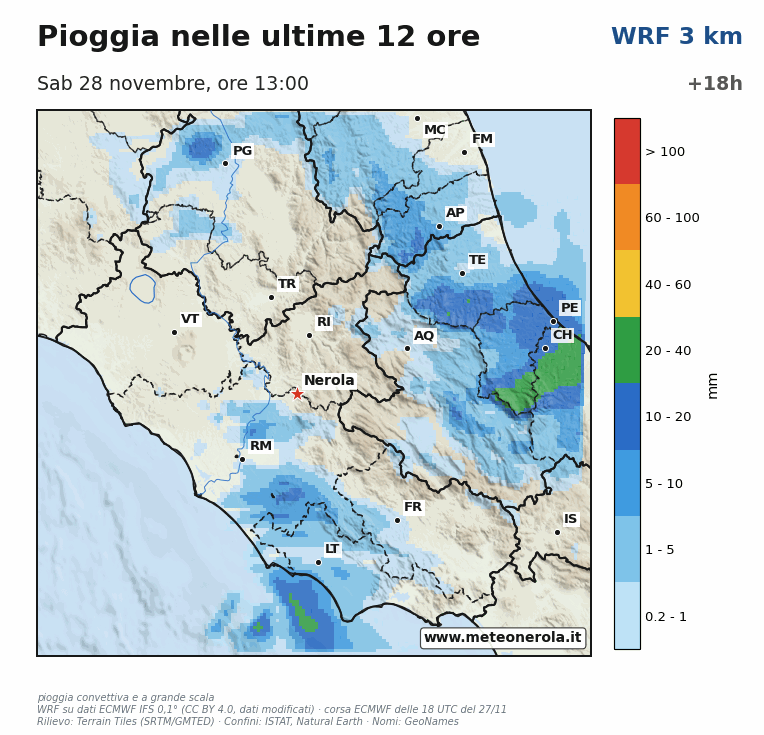 Pioggia nelle ultime 12 ore
WRF 3 km
Sab 28 novembre, ore 13:00
+18h
MC
FM
PG
AP
TE
TR
PE
VT
RI
AQ
CH
Nerola
RM
FR
IS
LT
www.meteonerola.it
> 100
60 - 100
40 - 60
20 - 40
10 - 20
5 - 10
1 - 5
0.2 - 1
mm
pioggia convettiva e a grande scala
WRF su dati ECMWF IFS 0,1° (CC BY 4.0, dati modificati) · corsa ECMWF delle 18 UTC del 27/11
Rilievo: Terrain Tiles (SRTM/GMTED) · Confini: ISTAT, Natural Earth · Nomi: GeoNames